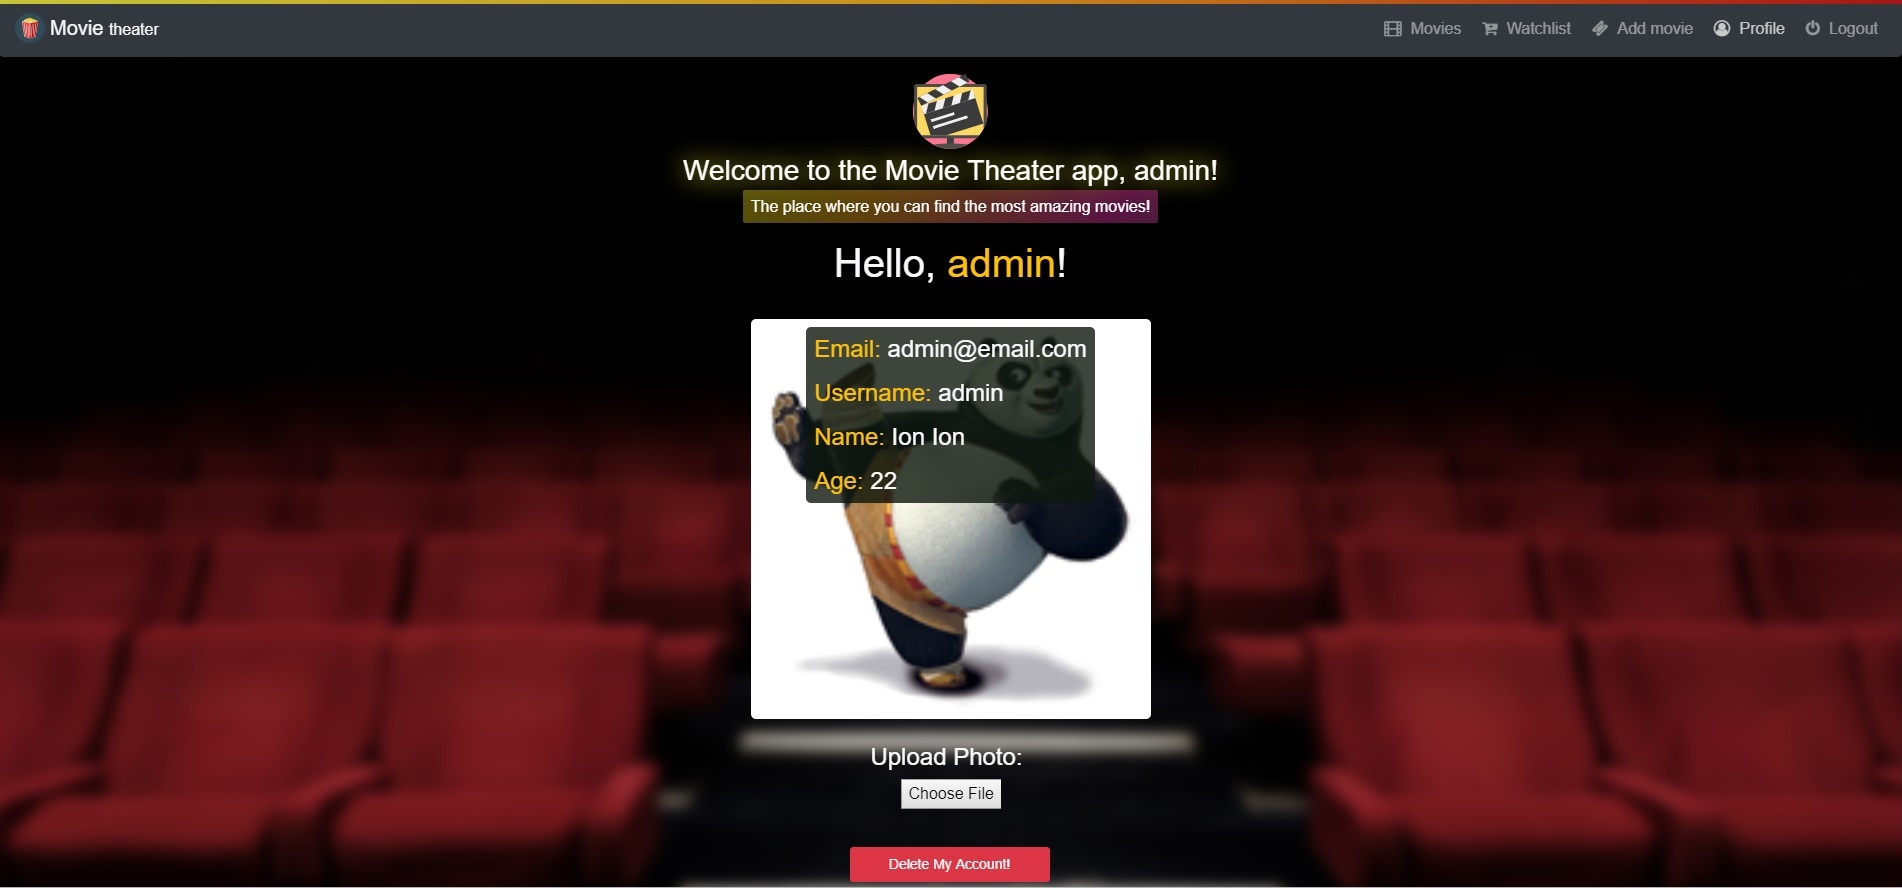 Movie theater
Movies
Watchlist
Add movie
Profile
Logout
Welcome to the Movie Theater app, admin!
The place where you can find the most amazing movies!
Hello, admin!
Email: admin@email.com
Username: admin
Name: Ion Ion
Age: 22
Upload Photo:
Choose File
Delete My Account!